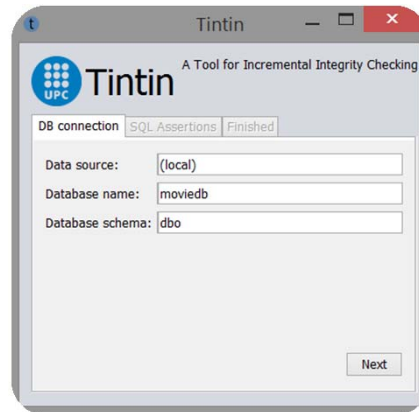 t
Tintin
UPC
Tintin
A Tool for Incremental Integrity Checking
DB connection
SQL Assertions
Finished
Data source:
(local)
Database name:
moviedb
Database schema:
dbo
Next